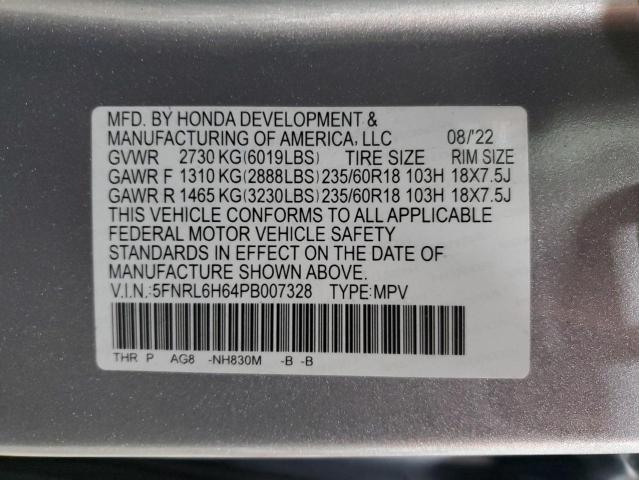 MFD. BY HONDA DEVELOPMENT &
MANUFACTURING OF AMERICA, LLC 08/'22
GVWR 2730 KG(6019LBS) TIRE SIZE RIM SIZE
GAWR F 1310 KG(2888LBS) 235/60R18 103H 18X7.5J
GAWR R 1465 KG(3230LBS) 235/60R18 103H 18X7.5J
THIS VEHICLE CONFORMS TO ALL APPLICABLE
FEDERAL MOTOR VEHICLE SAFETY
STANDARDS IN EFFECT ON THE DATE OF
MANUFACTURE SHOWN ABOVE.
V.I.N.:5FNRL6H64PB007328 TYPE:MPV
THR P AG8 -NH830M -B -B